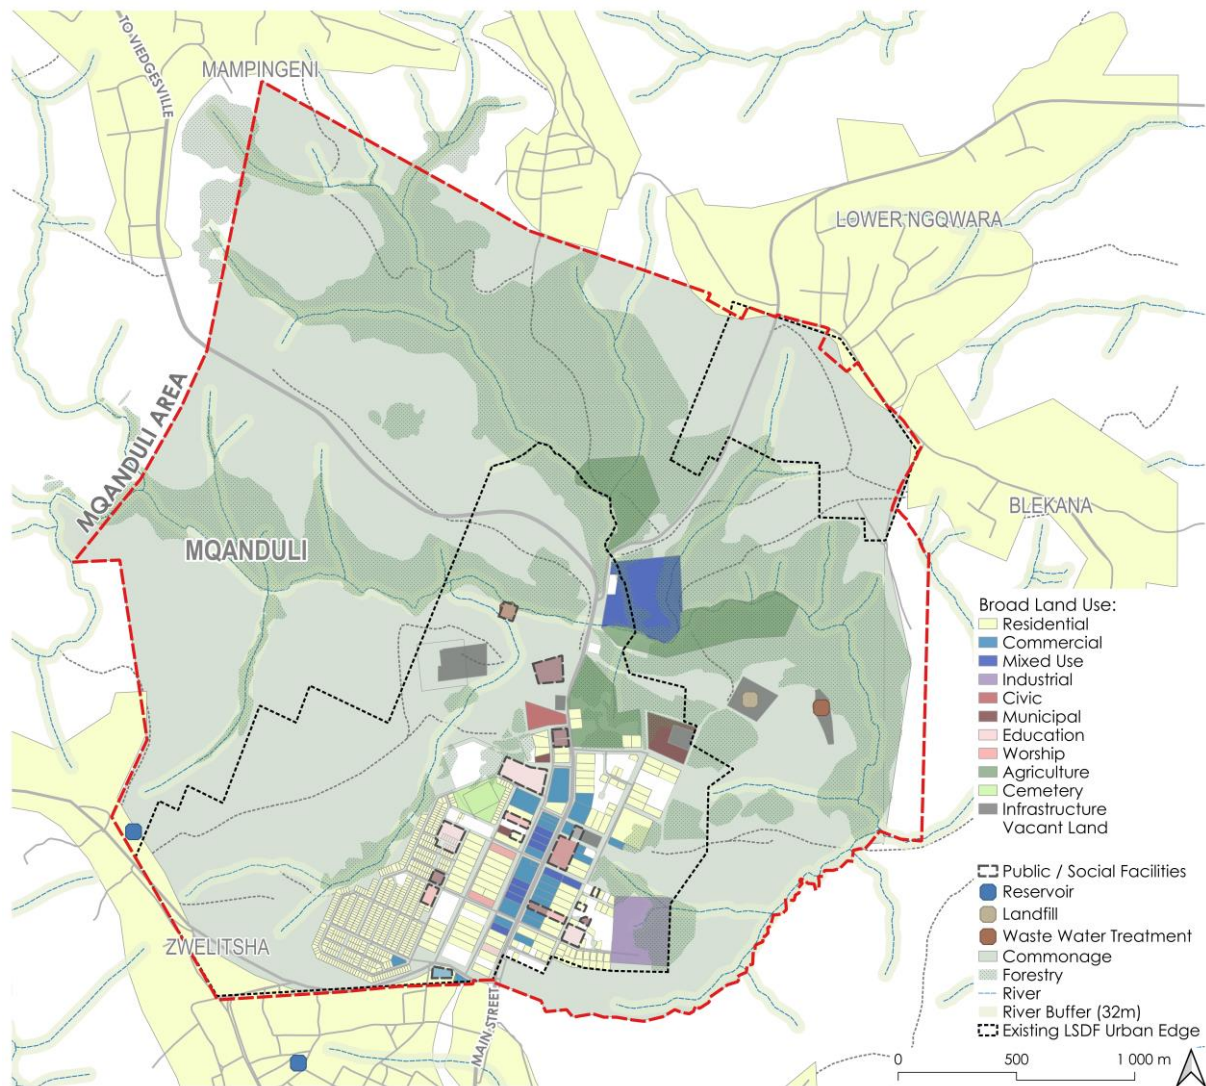 TO VIEDGESVILLE
MAMPINGENI
LOWER NGQWARA
MQANDULI AREA
MQANDULI
BLEKANA
ZWELITSHA
MAIN STREET
Broad Land Use:
Residential
Commercial
Mixed Use
Industrial
Civic
Municipal
Education
Worship
Agriculture
Cemetery
Infrastructure
Vacant Land
Public / Social Facilities
Reservoir
Landfill
Waste Water Treatment
Commonage
Forestry
River
River Buffer (32m)
Existing LSDF Urban Edge
0 500 1 000 m